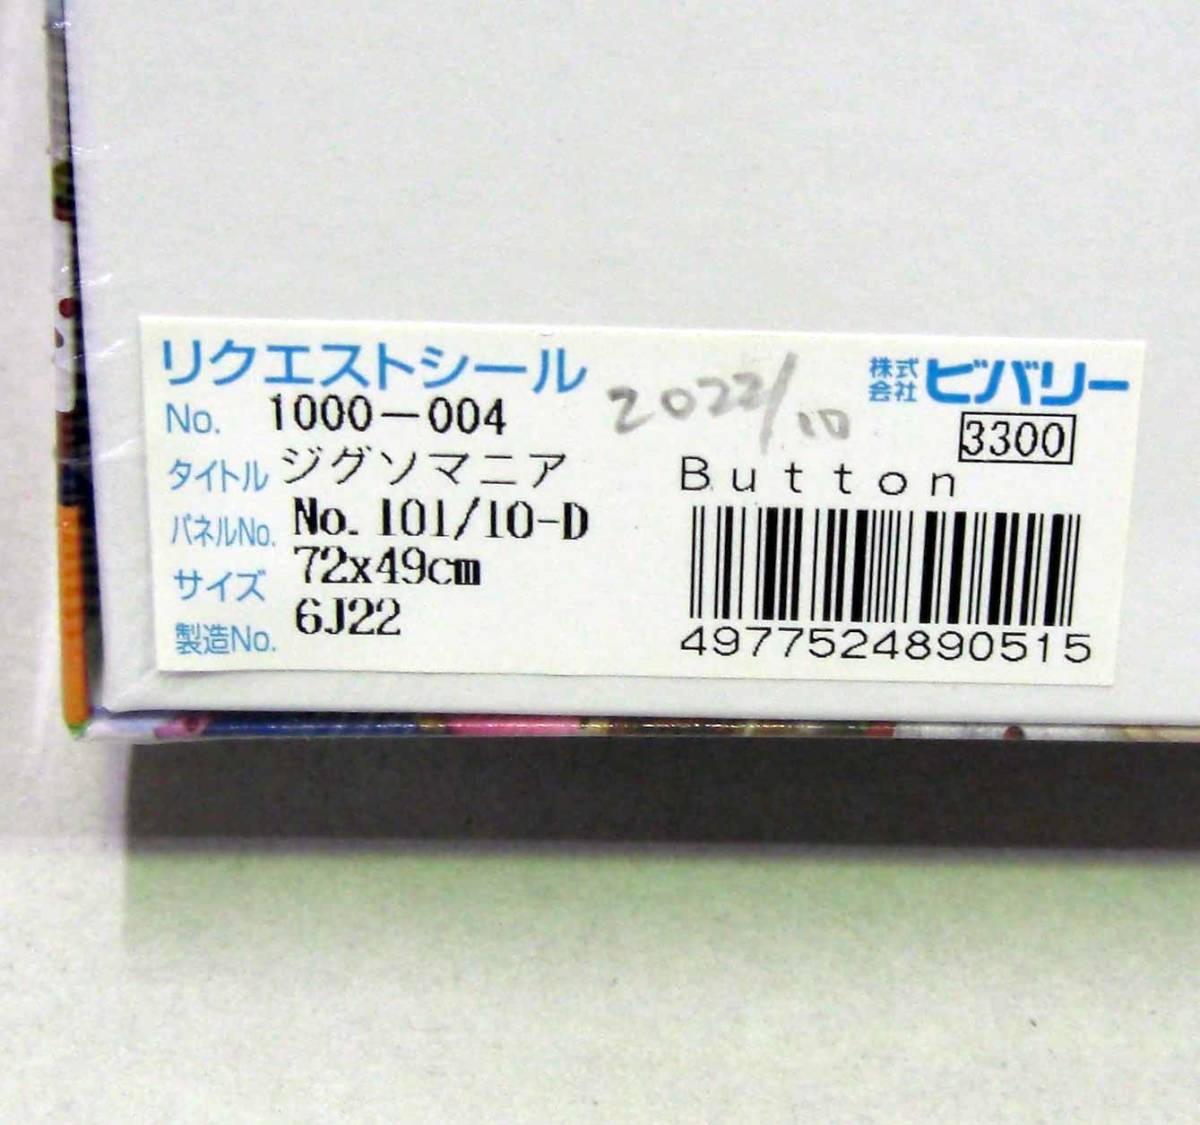 リクエストシール
No. 1000-004
タイトル ジグソマニア
パネルNo. No. 101/10-D
サイズ 72x49cm
製造No. 6J22
2022/10
株式会社 ビバリー
3300
Button
4977524890515